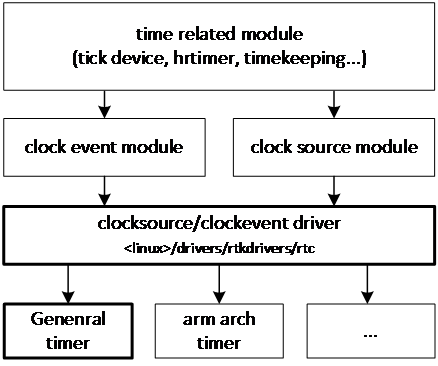 time related module
(tick device, hrtimer, timekeeping...)
clock event module
clock source module
clocksource/clockevent driver
<linux>/drivers/rtkdrivers/rtc
Genenral
timer
arm arch
timer
...